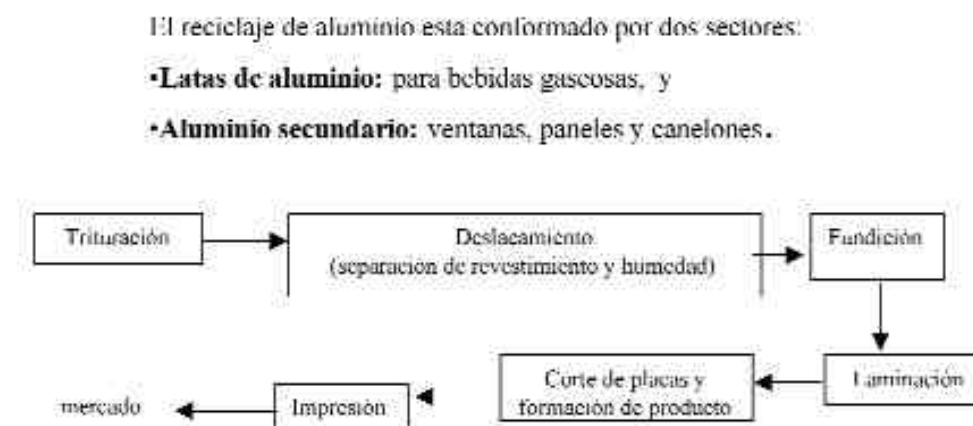 El reciclaje de aluminio esta conformado por dos sectores:
•Latas de aluminio: para bebidas gaseosas, y
•Aluminio secundario: ventanas, paneles y canelones.
Trituración
Deslacamiento
(separación de revestimiento y humedad)
Fundición
Laminación
Corte de placas y
formación de producto
Impresión
mercado